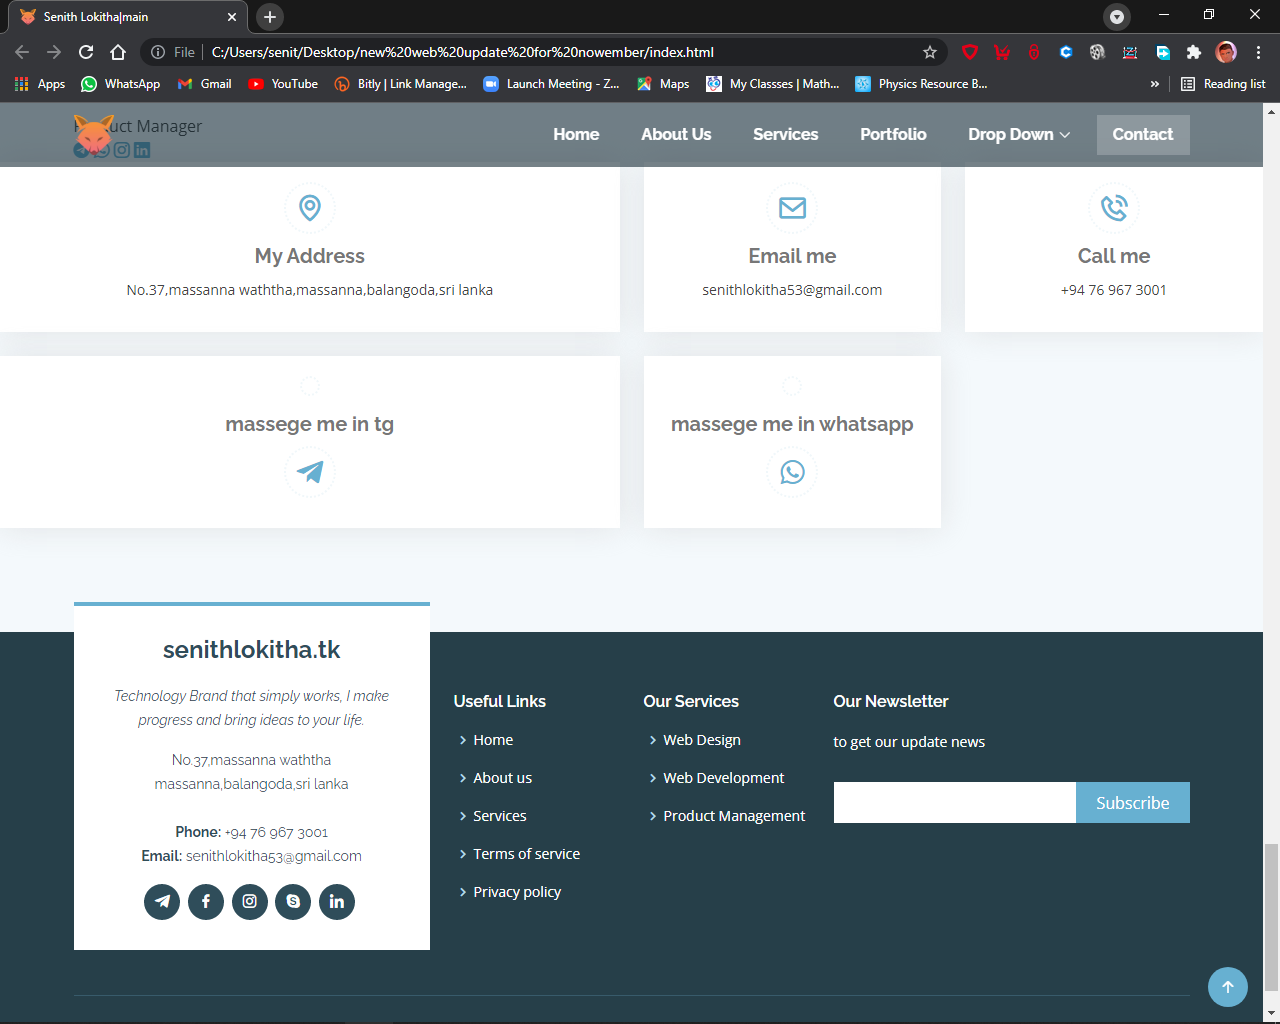 Senith Lokitha|main
File C:/Users/senit/Desktop/new%20web%20update%20for%20nowember/index.html
Apps WhatsApp Gmail YouTube Bitly | Link Manage... Launch Meeting - Z... Maps My Classses | Math... Physics Resource B... » Reading list
Product Manager
Home About Us Services Portfolio Drop Down Contact
My Address
No.37,massanna waththa,massanna,balangoda,sri lanka
Email me
senithlokitha53@gmail.com
Call me
+94 76 967 3001
massege me in tg
massege me in whatsapp
senithlokitha.tk
Technology Brand that simply works, I make
progress and bring ideas to your life.
No.37,massanna waththa
massanna,balangoda,sri lanka
Phone: +94 76 967 3001
Email: senithlokitha53@gmail.com
Useful Links
Home
About us
Services
Terms of service
Privacy policy
Our Services
Web Design
Web Development
Product Management
Our Newsletter
to get our update news
Subscribe